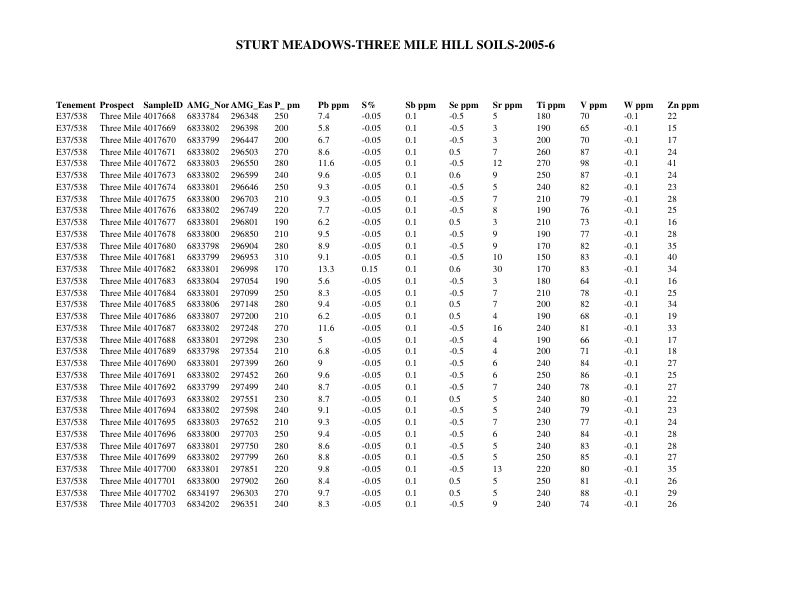 STURT MEADOWS-THREE MILE HILL SOILS-2005-6
Tenement Prospect SampleID AMG_Nor AMG_Eas P_ pm Pb ppm S% Sb ppm Se ppm Sr ppm Ti ppm V ppm W ppm Zn ppm
E37/538 Three Mile 4017668 6833784 296348 250 7.4 -0.05 0.1 -0.5 5 180 70 -0.1 22
E37/538 Three Mile 4017669 6833802 296398 200 5.8 -0.05 0.1 -0.5 3 190 65 -0.1 15
E37/538 Three Mile 4017670 6833799 296447 200 6.7 -0.05 0.1 -0.5 3 200 70 -0.1 17
E37/538 Three Mile 4017671 6833802 296503 270 8.6 -0.05 0.1 0.5 7 260 87 -0.1 24
E37/538 Three Mile 4017672 6833803 296550 280 11.6 -0.05 0.1 -0.5 12 270 98 -0.1 41
E37/538 Three Mile 4017673 6833802 296599 240 9.6 -0.05 0.1 0.6 9 250 87 -0.1 24
E37/538 Three Mile 4017674 6833801 296646 250 9.3 -0.05 0.1 -0.5 5 240 82 -0.1 23
E37/538 Three Mile 4017675 6833800 296703 210 9.3 -0.05 0.1 -0.5 7 210 79 -0.1 28
E37/538 Three Mile 4017676 6833802 296749 220 7.7 -0.05 0.1 -0.5 8 190 76 -0.1 25
E37/538 Three Mile 4017677 6833801 296801 190 6.2 -0.05 0.1 0.5 3 210 73 -0.1 16
E37/538 Three Mile 4017678 6833800 296850 210 9.5 -0.05 0.1 -0.5 9 190 77 -0.1 28
E37/538 Three Mile 4017680 6833798 296904 280 8.9 -0.05 0.1 -0.5 9 170 82 -0.1 35
E37/538 Three Mile 4017681 6833799 296953 310 9.1 -0.05 0.1 -0.5 10 150 83 -0.1 40
E37/538 Three Mile 4017682 6833801 296998 170 13.3 0.15 0.1 0.6 30 170 83 -0.1 34
E37/538 Three Mile 4017683 6833804 297054 190 5.6 -0.05 0.1 -0.5 3 180 64 -0.1 16
E37/538 Three Mile 4017684 6833801 297099 250 8.3 -0.05 0.1 -0.5 7 210 78 -0.1 25
E37/538 Three Mile 4017685 6833806 297148 280 9.4 -0.05 0.1 0.5 7 200 82 -0.1 34
E37/538 Three Mile 4017686 6833807 297200 210 6.2 -0.05 0.1 0.5 4 190 68 -0.1 19
E37/538 Three Mile 4017687 6833802 297248 270 11.6 -0.05 0.1 -0.5 16 240 81 -0.1 33
E37/538 Three Mile 4017688 6833801 297298 230 5 -0.05 0.1 -0.5 4 190 66 -0.1 17
E37/538 Three Mile 4017689 6833798 297354 210 6.8 -0.05 0.1 -0.5 4 200 71 -0.1 18
E37/538 Three Mile 4017690 6833801 297399 260 9 -0.05 0.1 -0.5 6 240 84 -0.1 27
E37/538 Three Mile 4017691 6833802 297452 260 9.6 -0.05 0.1 -0.5 6 250 86 -0.1 25
E37/538 Three Mile 4017692 6833799 297499 240 8.7 -0.05 0.1 -0.5 7 240 78 -0.1 27
E37/538 Three Mile 4017693 6833802 297551 230 8.7 -0.05 0.1 0.5 5 240 80 -0.1 22
E37/538 Three Mile 4017694 6833802 297598 240 9.1 -0.05 0.1 -0.5 5 240 79 -0.1 23
E37/538 Three Mile 4017695 6833803 297652 210 9.3 -0.05 0.1 -0.5 7 230 77 -0.1 24
E37/538 Three Mile 4017696 6833800 297703 250 9.4 -0.05 0.1 -0.5 6 240 84 -0.1 28
E37/538 Three Mile 4017697 6833801 297750 280 8.6 -0.05 0.1 -0.5 5 240 83 -0.1 28
E37/538 Three Mile 4017699 6833802 297799 260 8.8 -0.05 0.1 -0.5 5 250 85 -0.1 27
E37/538 Three Mile 4017700 6833801 297851 220 9.8 -0.05 0.1 -0.5 13 220 80 -0.1 35
E37/538 Three Mile 4017701 6833800 297902 260 8.4 -0.05 0.1 0.5 5 250 81 -0.1 26
E37/538 Three Mile 4017702 6834197 296303 270 9.7 -0.05 0.1 0.5 5 240 88 -0.1 29
E37/538 Three Mile 4017703 6834202 296351 240 8.3 -0.05 0.1 -0.5 9 240 74 -0.1 26